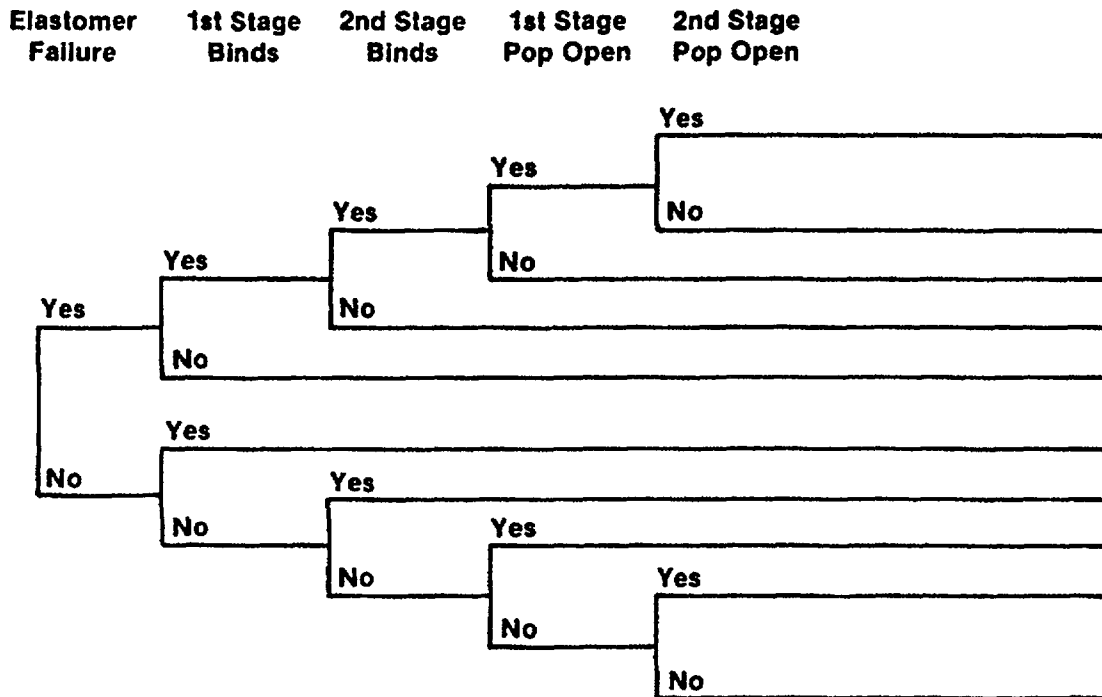 Elastomer Failure
1st Stage Binds
2nd Stage Binds
1st Stage Pop Open
2nd Stage Pop Open
Yes
Yes
Yes
No
Yes
No
Yes
No
Yes
No
Yes
No
Yes
No
Yes
No
Yes
No
No